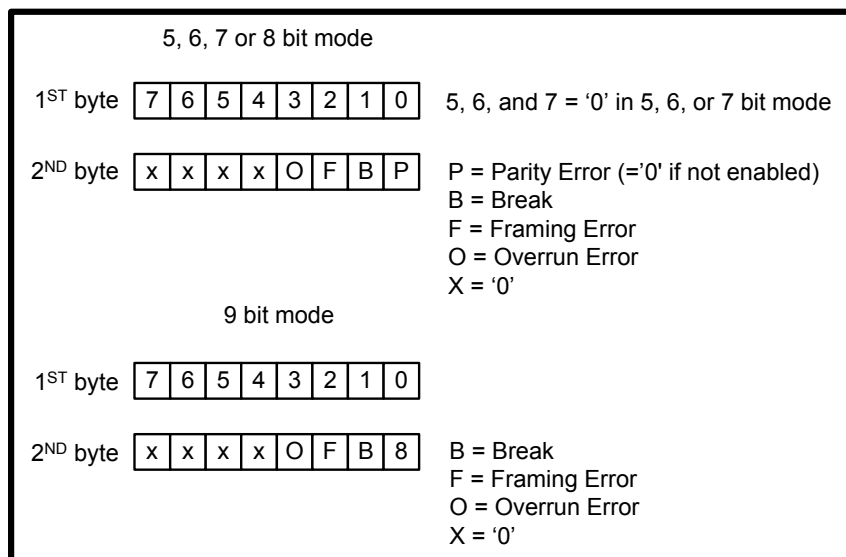 5, 6, 7 or 8 bit mode
1ST byte 7 6 5 4 3 2 1 0 5, 6, and 7 = ‘0’ in 5, 6, or 7 bit mode
2ND byte x x x x O F B P P = Parity Error (=’0' if not enabled)
B = Break
F = Framing Error
O = Overrun Error
X = ‘0’
9 bit mode
1ST byte 7 6 5 4 3 2 1 0
2ND byte x x x x O F B 8 B = Break
F = Framing Error
O = Overrun Error
X = ‘0’